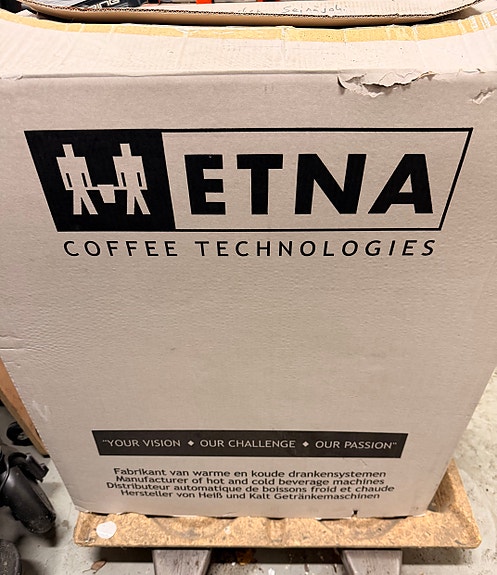 Seinäjoki
ETNA
COFFEE TECHNOLOGIES
"YOUR VISION ◆ OUR CHALLENGE ◆ OUR PASSION"
Fabrikant van warme en koude drankensystemen
Manufacturer of hot and cold beverage machines
Distributeur automatique de boissons froid et chaude
Hersteller von Heiß und Kalt Getränkemaschinen